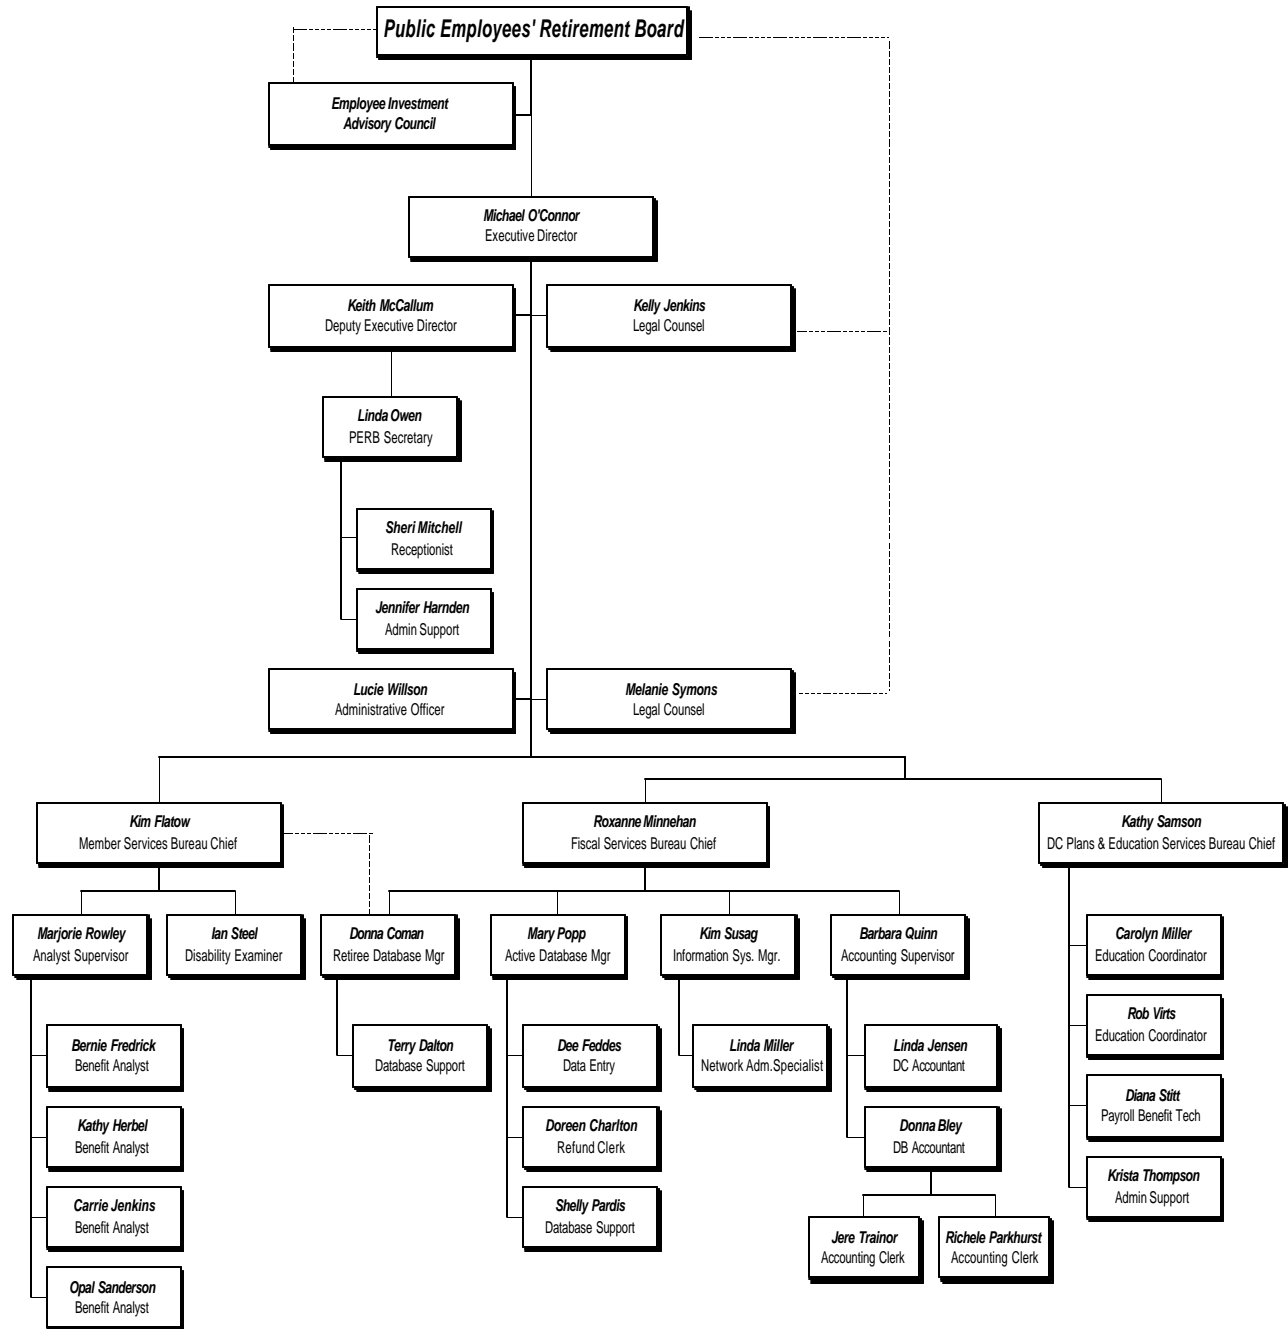 Public Employees' Retirement Board
Employee Investment
Advisory Council
Michael O'Connor
Executive Director
Keith McCallum
Deputy Executive Director
Kelly Jenkins
Legal Counsel
Linda Owen
PERB Secretary
Sheri Mitchell
Receptionist
Jennifer Harnden
Admin Support
Lucie Willson
Administrative Officer
Melanie Symons
Legal Counsel
Kim Flatow
Member Services Bureau Chief
Roxanne Minnehan
Fiscal Services Bureau Chief
Kathy Samson
DC Plans & Education Services Bureau Chief
Marjorie Rowley
Analyst Supervisor
Ian Steel
Disability Examiner
Donna Coman
Retiree Database Mgr
Mary Popp
Active Database Mgr
Kim Susag
Information Sys. Mgr.
Barbara Quinn
Accounting Supervisor
Carolyn Miller
Education Coordinator
Rob Virts
Education Coordinator
Bernie Fredrick
Benefit Analyst
Terry Dalton
Database Support
Dee Feddes
Data Entry
Linda Miller
Network Adm.Specialist
Linda Jensen
DC Accountant
Diana Stitt
Payroll Benefit Tech
Kathy Herbel
Benefit Analyst
Doreen Charlton
Refund Clerk
Donna Bley
DB Accountant
Krista Thompson
Admin Support
Carrie Jenkins
Benefit Analyst
Shelly Pardis
Database Support
Jere Trainor
Accounting Clerk
Richele Parkhurst
Accounting Clerk
Opal Sanderson
Benefit Analyst